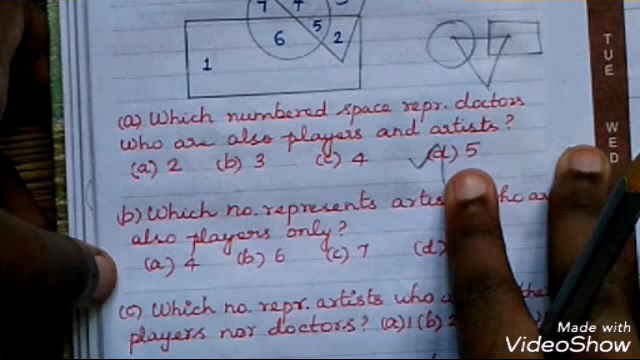 7 4 3
5
6 2
1
TUE
WED
(a) Which numbered space repr. doctors
who are also players and artists?
(a) 2 (b) 3 (c) 4 (d) 5
(b) Which no. represents
also players only?
(a) 4 (b) 6 (c) 7 (d)
(c) Which no. repr. artists who
players nor doctors? (a) 1 (b)
Made with
VideoShow